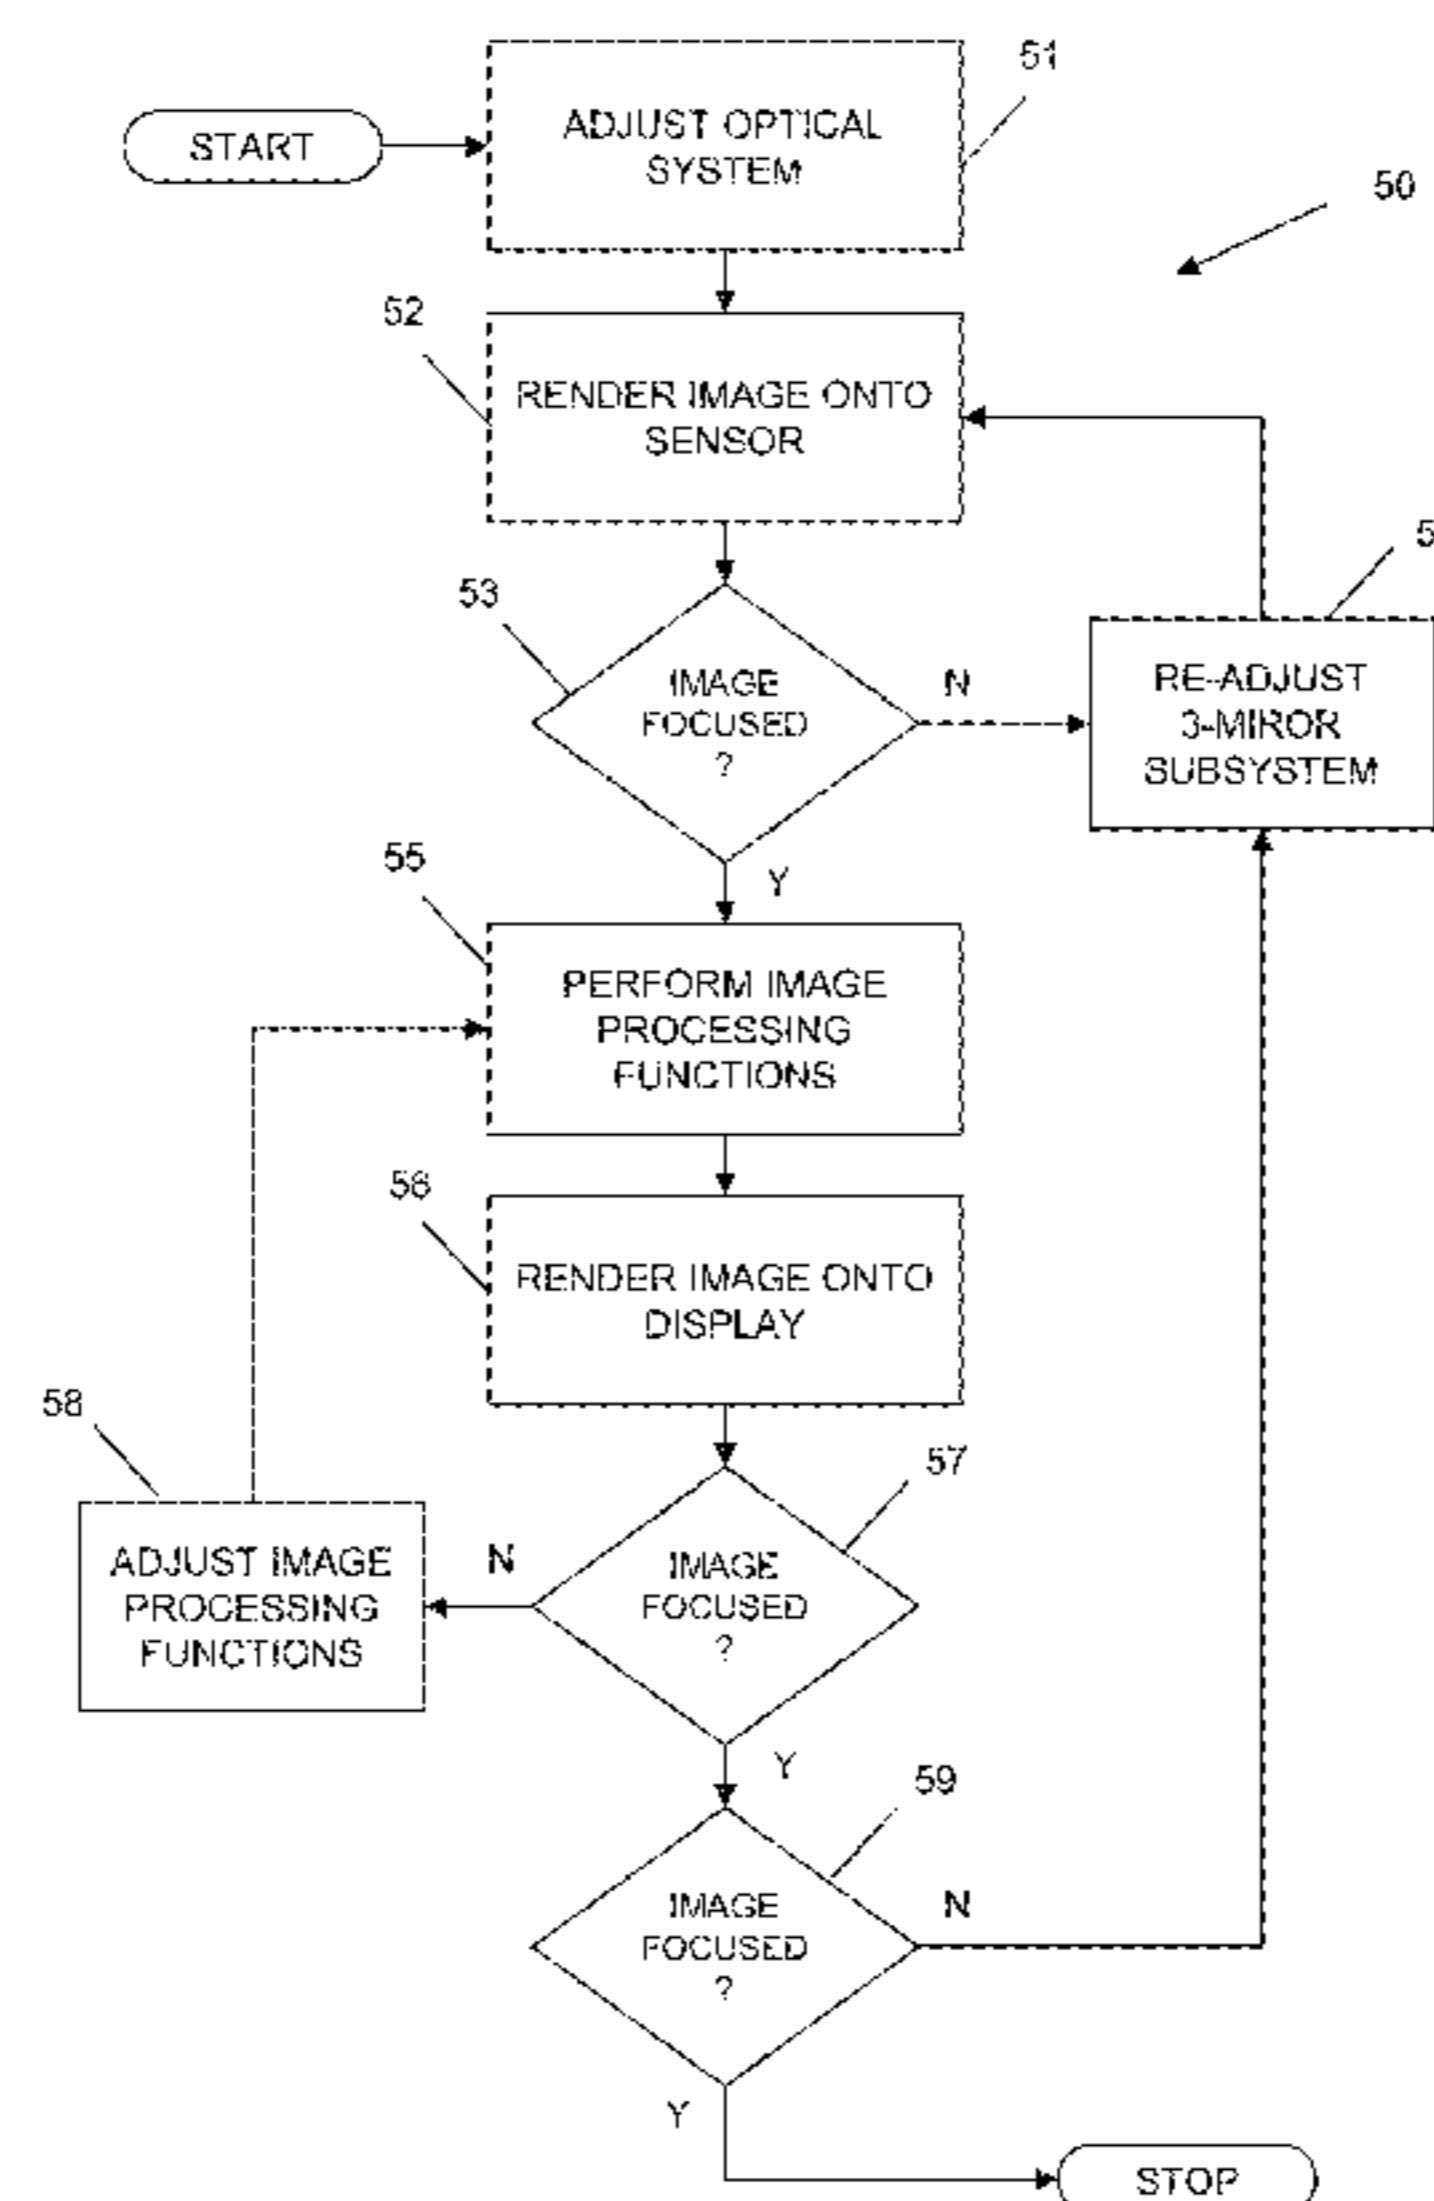 51
START
ADJUST OPTICAL
SYSTEM
50
52
RENDER IMAGE ONTO
SENSOR
5
53
IMAGE
FOCUSED
?
N
RE-ADJUST
3-MIROR
SUBSYSTEM
Y
55
PERFORM IMAGE
PROCESSING
FUNCTIONS
56
RENDER IMAGE ONTO
DISPLAY
58
57
ADJUST IMAGE
PROCESSING
FUNCTIONS
N
IMAGE
FOCUSED
?
Y
59
IMAGE
FOCUSED
?
N
Y
STOP